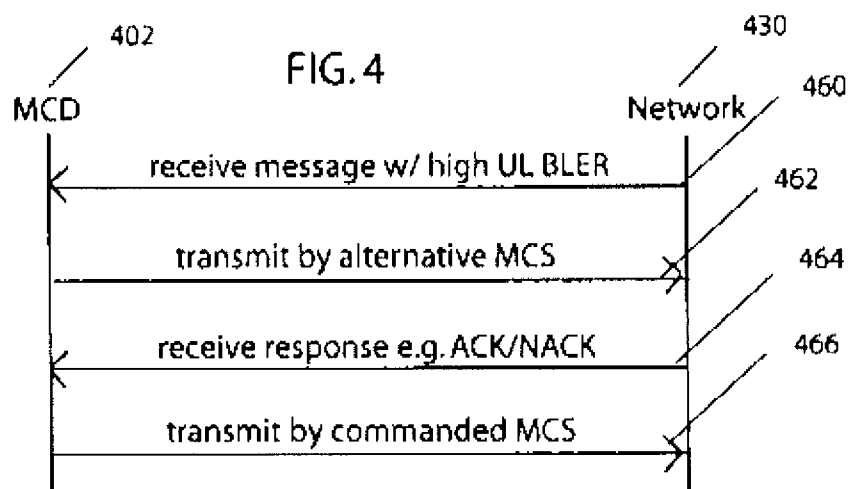 402
FIG. 4
430
MCD
Network
460
receive message w/ high UL BLER
462
transmit by alternative MCS
464
receive response e.g. ACK/NACK
466
transmit by commanded MCS